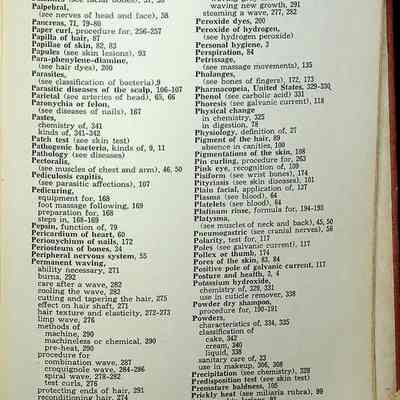 (see facial bones), 31, 32
Palpebral,
(see nerves of head and face), 58
Pancreas, 71, 79-80
Paper curl, procedure for, 256-257
Papilla of hair, 87
Papillae of skin, 82, 83
Papules (see skin lesions), 93
Para-phenylene-diamine,
(see hair dyes), 200
Parasites,
(see classification of bacteria), 9
Parasitic diseases of the scalp, 106-107
Parietal (see arteries of head), 65, 66
Paronychia or felon,
(see diseases of nails), 167
Pastes,
chemistry of, 341
kinds of, 341-342
Patch test (see skin test)
Pathogenic bacteria, kinds of, 9, 11
Pathology (see diseases)
Pectoralis,
(see muscles of chest and arm), 46, 50
Pediculosis capitis,
(see parasitic affections), 107
Pedicuring,
equipment for, 168
foot massage following, 169
preparation for, 168
steps in, 168-169
Pepsin, function of, 79
Pericardium of heart, 60
Perionychium of nails, 172
Periosteum of bones, 24
Peripheral nervous system, 55
Permanent waving,
ability necessary, 271
burns, 292
care after a wave, 282
cooling the wave, 282
cutting and tapering the hair, 275
effect on hair shaft, 271
hair texture and elasticity, 272-273
limp wave, 276
methods of
machine, 290
machineless or chemical, 290
pre-heat, 290
procedure for
combination wave, 287
croquignole wave, 284-286
spiral wave, 278-282
test curls, 276
protecting ends of hair, 291
reconditioning hair, 274
waving new growth, 291
steaming a wave, 277, 282
Peroxide dyes, 200
Peroxide of hydrogen,
(see hydrogen peroxide)
Personal hygiene, 3
Perspiration, 84
Petrissage,
(see massage movements), 135
Phalanges,
(see bones of fingers), 172, 173
Pharmacopeia, United States, 329-330
Phenol (see carbolic acid) 331
Phoresis (see galvanic current), 118
Physical change
in chemistry, 325
in digestion, 78
Physiology, definition of, 27
Pigment of the hair, 89
absence in canities, 100
Pigmentations of the skin, 108
Pin curling, procedure for, 263
Pink eye, recognition of, 109
Pisiform (see wrist bones), 174
Pityriasis (see skin diseases), 101
Plain facial, application of, 127
Plasma (see blood), 64
Platelets (see blood), 64
Platinum rinse, formula for, 194-195
Platysma,
(see muscles of neck and back), 45, 50
Pneumogastric (see cranial nerves), 56
Polarity, test for, 117
Poles (see galvanic current), 117
Pollex or thumb, 174
Pores of the skin, 83, 84
Positive pole of galvanic current, 117
Posture and health, 3, 4
Potassium hydroxide,
chemistry of, 329, 331
use in cuticle remover, 338
Powder dry shampoo,
procedure for, 190-191
Powders,
characteristics of, 334, 335
classification of
cake, 342
cream, 340
liquid, 338
sanitary care of, 23
use in makeup, 306, 308
Precipitation (see chemistry), 328
Predisposition test (see skin test)
Premature baldness, 105
Prickly heat (see miliaria rubra), 99